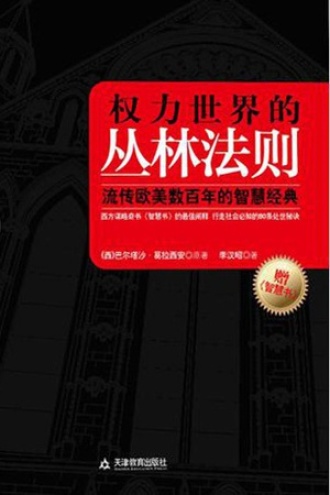 权力世界的
丛林法则
流传欧美数百年的智慧经典
西方谋略奇书《智慧书》的最佳阐释 行走社会必知的80条处世秘诀
(西)巴尔塔沙·葛拉西安 原著 李汉昭 著
赠
《智慧书》
天津教育出版社